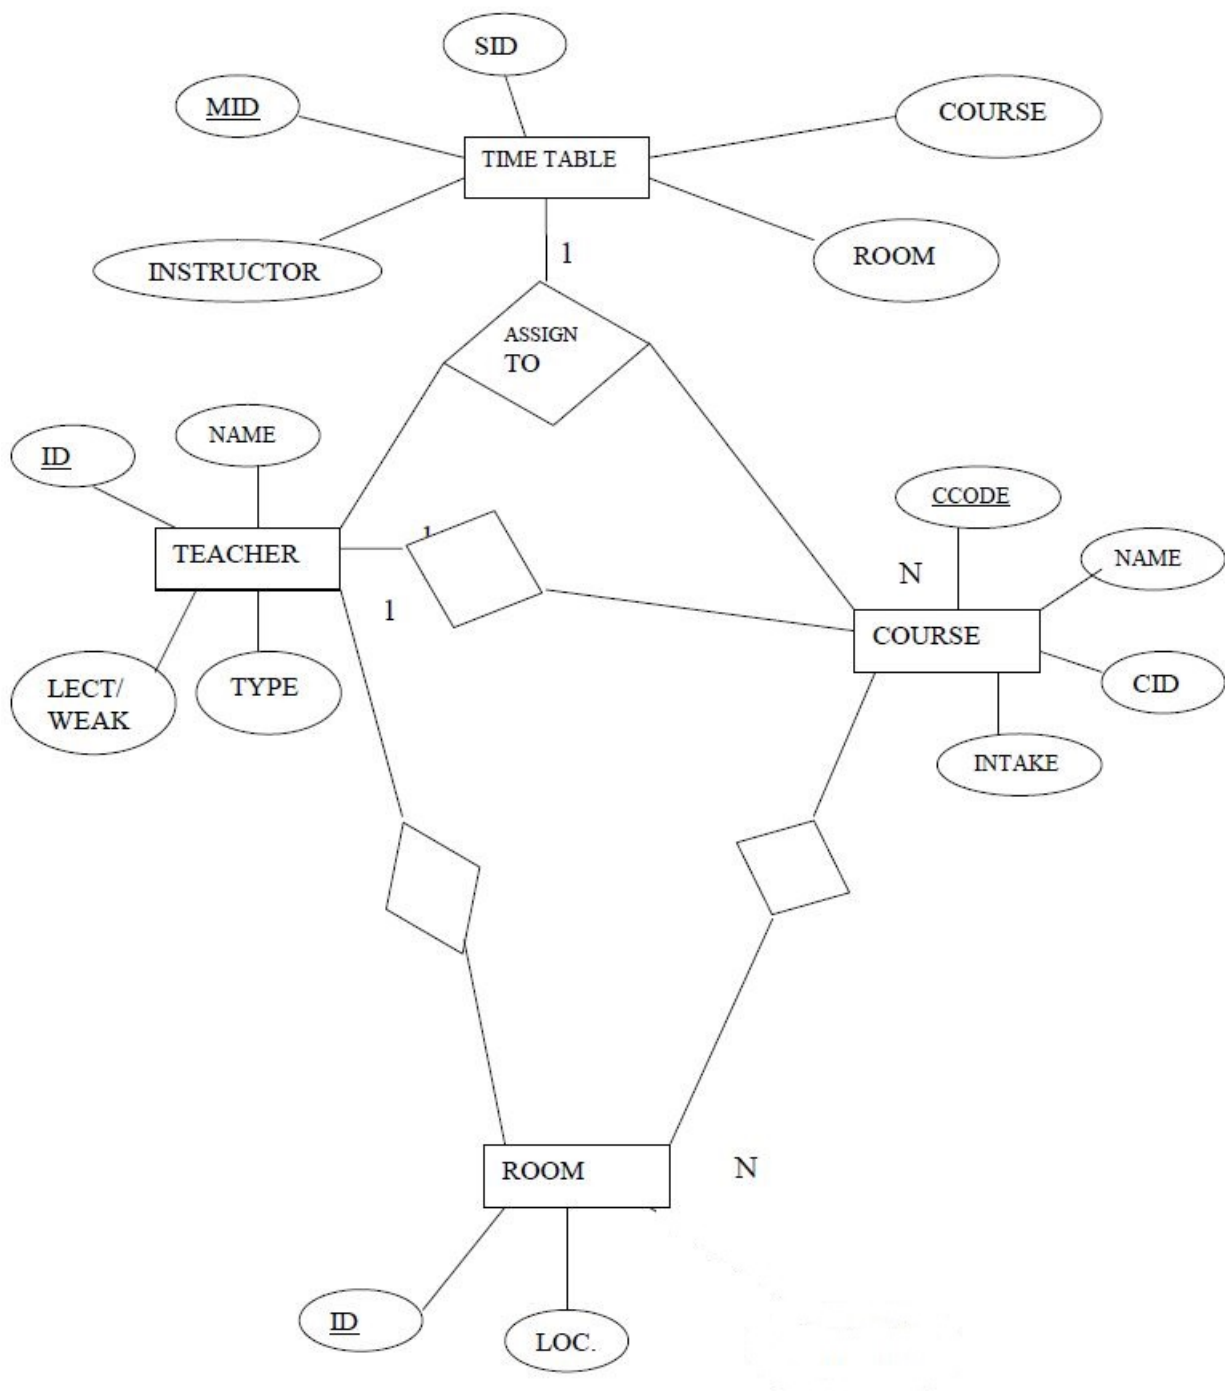 SID
MID
COURSE
TIME TABLE
ROOM
INSTRUCTOR
1
ASSIGN
TO
NAME
ID
CCODE
1
TEACHER
NAME
N
1
COURSE
LECT/
WEAK
TYPE
CID
INTAKE
ROOM
N
ID
LOC.